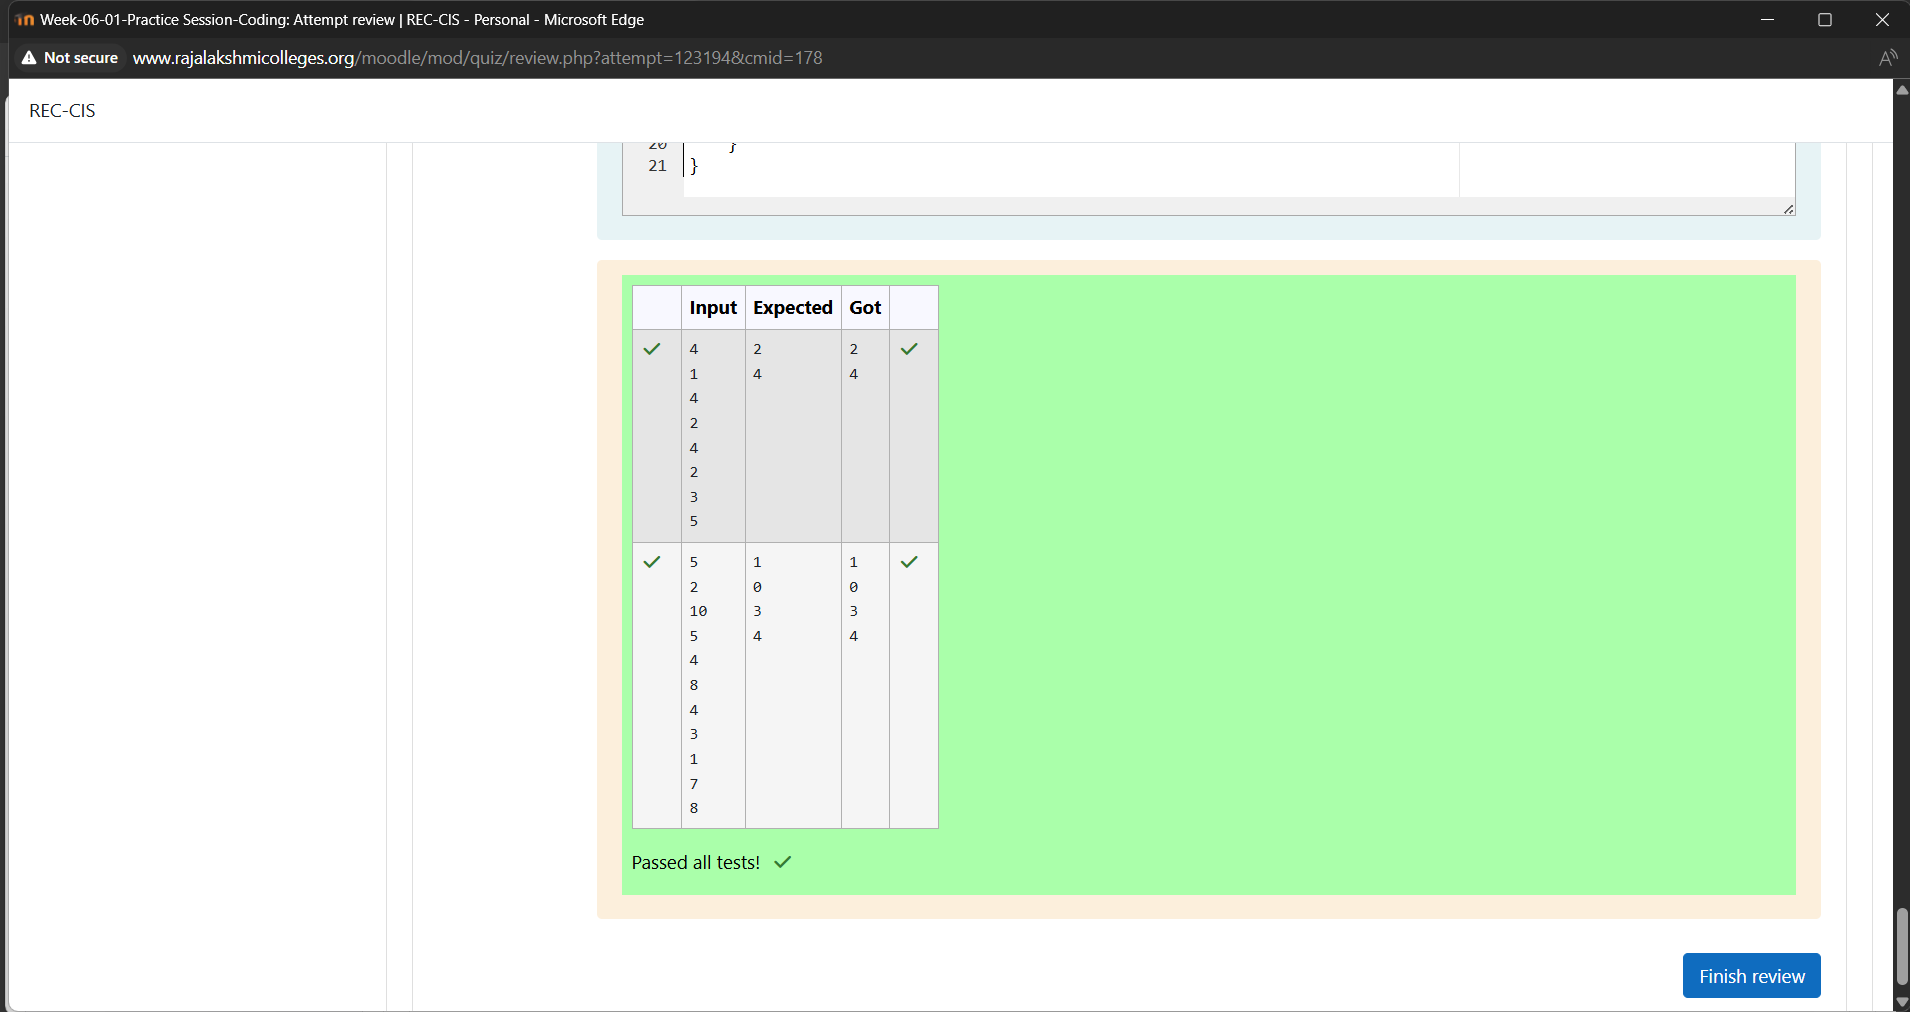 Week-06-01-Practice Session-Coding: Attempt review | REC-CIS - Personal - Microsoft Edge
Not secure www.rajalakshmicolleges.org/moodle/mod/quiz/review.php?attempt=123194&cmid=178
REC-CIS
20 }
21 }
Input Expected Got
4 2 2
1 4 4
4
2
4
2
3
5
5 1 1
2 0 0
10 3 3
5 4 4
4
8
4
3
1
7
8
Passed all tests!
Finish review